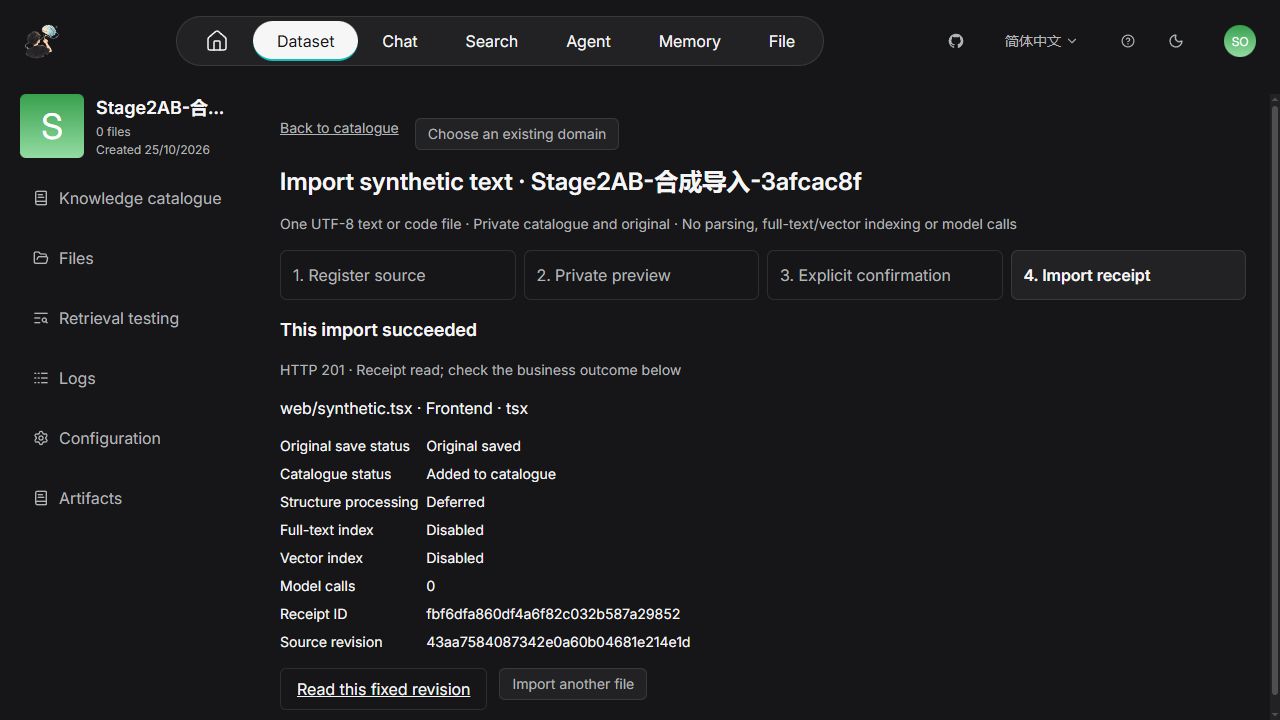 Dataset
Chat
Search
Agent
Memory
File
简体中文
SO
S
Stage2AB-合...
0 files
Created 25/10/2026
Knowledge catalogue
Files
Retrieval testing
Logs
Configuration
Artifacts
Back to catalogue
Choose an existing domain
Import synthetic text · Stage2AB-合成导入-3afcac8f
One UTF-8 text or code file · Private catalogue and original · No parsing, full-text/vector indexing or model calls
1. Register source
2. Private preview
3. Explicit confirmation
4. Import receipt
This import succeeded
HTTP 201 · Receipt read; check the business outcome below
web/synthetic.tsx · Frontend · tsx
Original save status Original saved
Catalogue status Added to catalogue
Structure processing Deferred
Full-text index Disabled
Vector index Disabled
Model calls 0
Receipt ID fbf6dfa860df4a6f82c032b587a29852
Source revision 43aa7584087342e0a60b04681e214e1d
Read this fixed revision
Import another file